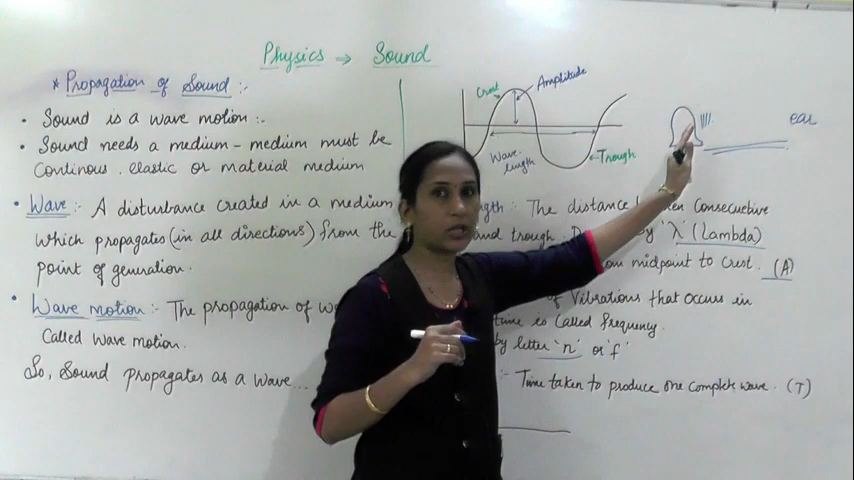 Physics → Sound
* Propagation of Sound :-
• Sound is a wave motion :-
• Sound needs a medium - medium must be
Continous, elastic or material medium
• Wave :- A disturbance created in a medium
which propagates (in all directions) from the
point of generation.
• Wave motion :- The propagation of
Called Wave motion.
So, Sound propagates as a wave...
Crest
Amplitude
Wave-
length
Trough
ear
The distance Consecuetive
and trough. by 'λ' (Lambda)
midpoint to Crest. (A)
of Vibrations that occurs in
time is Called frequency.
by letter 'n' or 'f'
:- Time taken to produce one complete wave. (T)